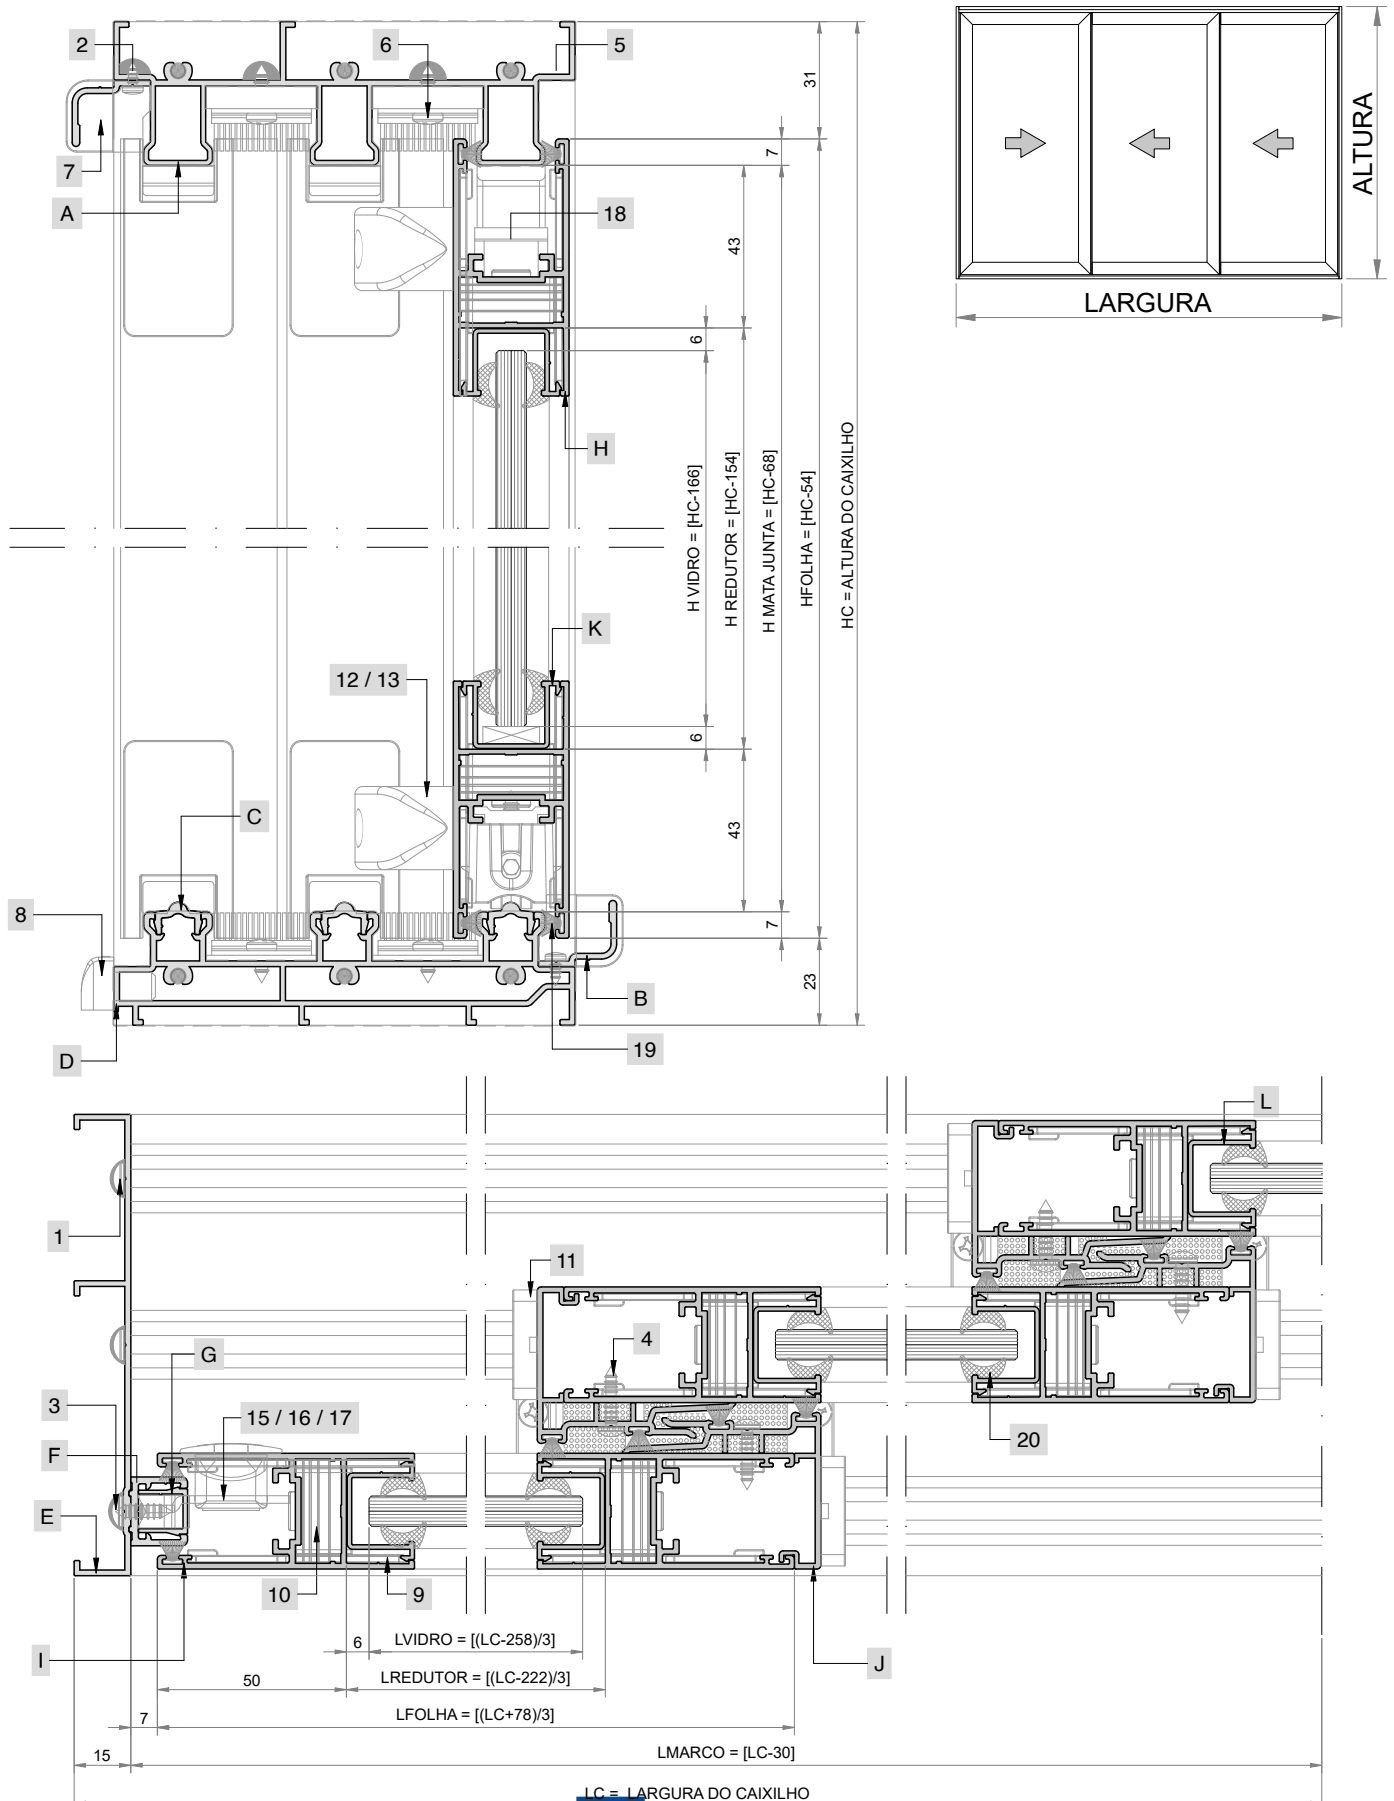 2
6
5
31
7
7
A
18
43
6
H
H VIDRO = [HC-166]
H REDUTOR = [HC-154]
H MATA JUNTA = [HC-68]
HFOLHA = [HC-54]
HC = ALTURA DO CAIXILHO
K
12 / 13
6
C
43
8
7
B
23
D
19
ALTURA
LARGURA
L
1
11
4
G
3
15 / 16 / 17
F
20
E
10
9
I
J
6
LVIDRO = [(LC-258)/3]
50
LREDUTOR = [(LC-222)/3]
7
LFOLHA = [(LC+78)/3]
15
LMARCO = [LC-30]
LC = LARGURA DO CAIXILHO